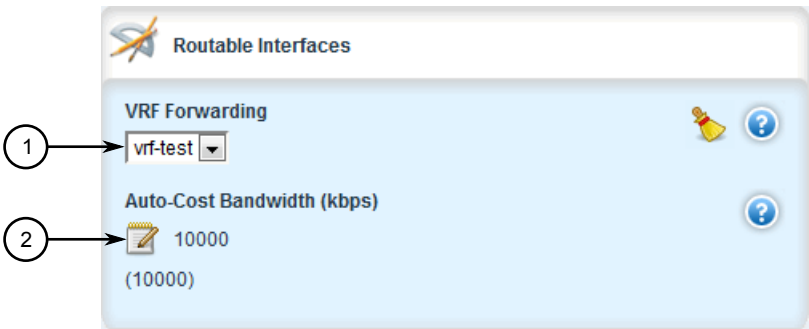 Routable Interfaces
VRF Forwarding
1
vrf-test
Auto-Cost Bandwidth (kbps)
2
10000
(10000)